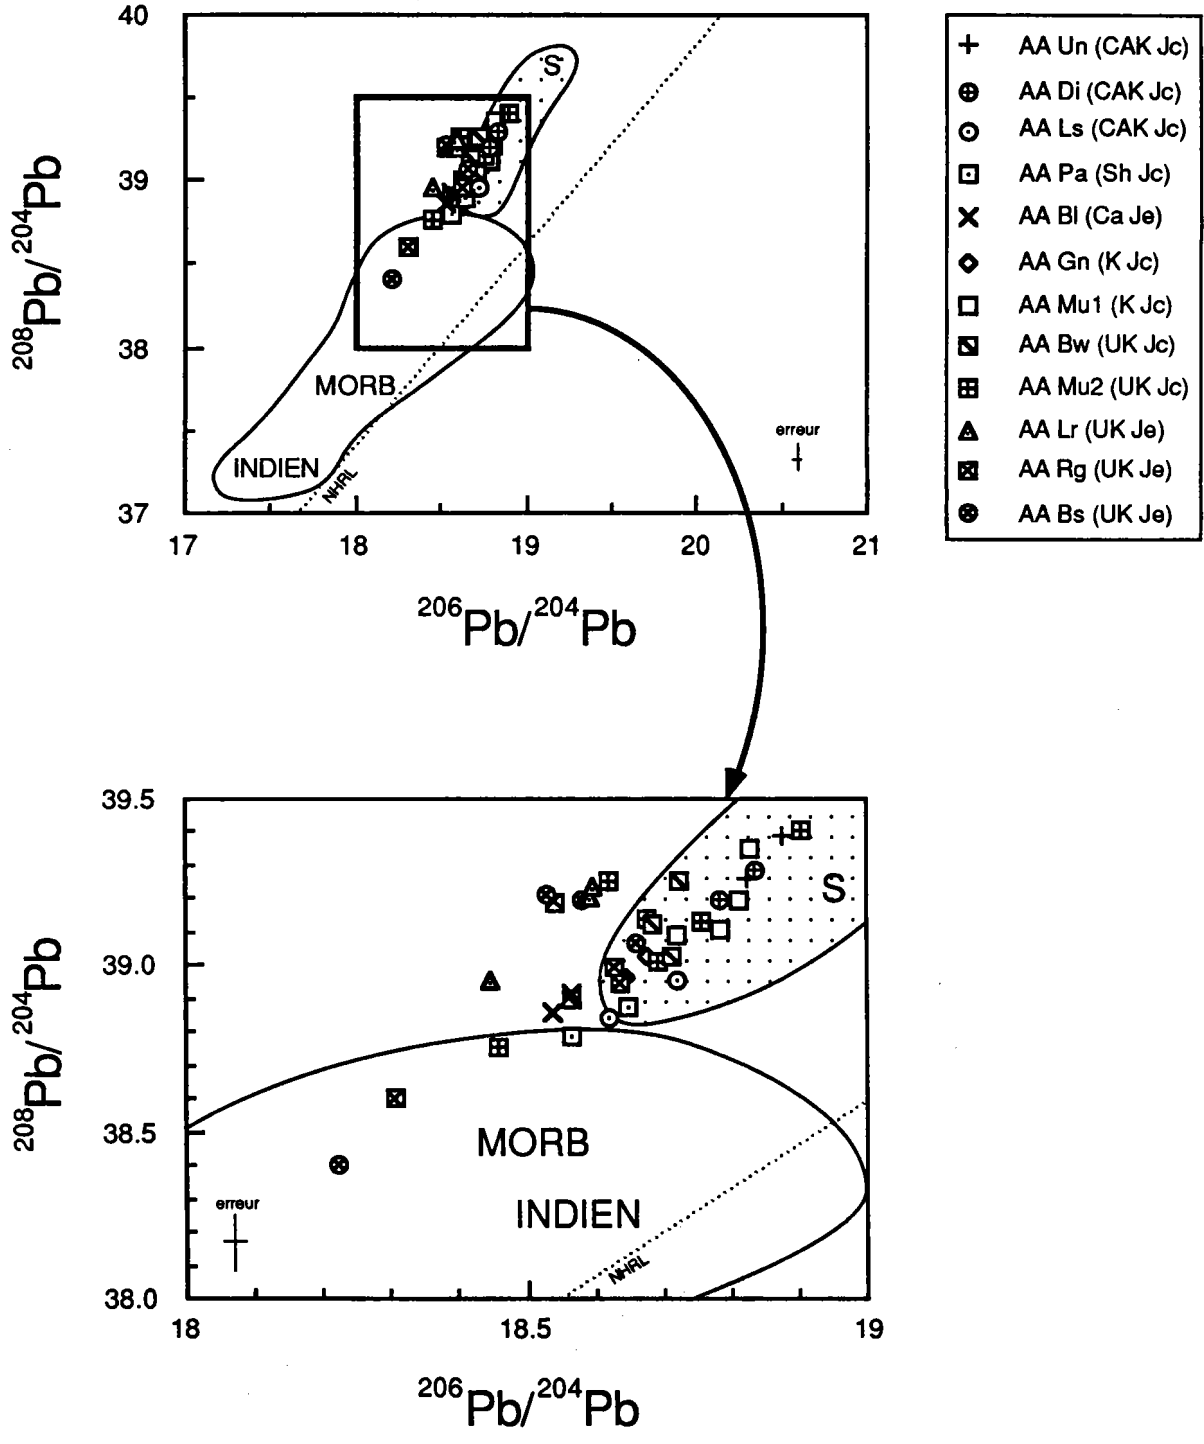 40
39
38
37
17
18
19
20
21
208Pb/204Pb
206Pb/204Pb
S
MORB
INDIEN
NHRL
erreur
AA Un (CAK Jc)
AA Di (CAK Jc)
AA Ls (CAK Jc)
AA Pa (Sh Jc)
AA Bl (Ca Je)
AA Gn (K Jc)
AA Mu1 (K Jc)
AA Bw (UK Jc)
AA Mu2 (UK Jc)
AA Lr (UK Je)
AA Rg (UK Je)
AA Bs (UK Je)
39.5
39.0
38.5
38.0
18
18.5
19
208Pb/204Pb
206Pb/204Pb
S
MORB
INDIEN
NHRL
erreur